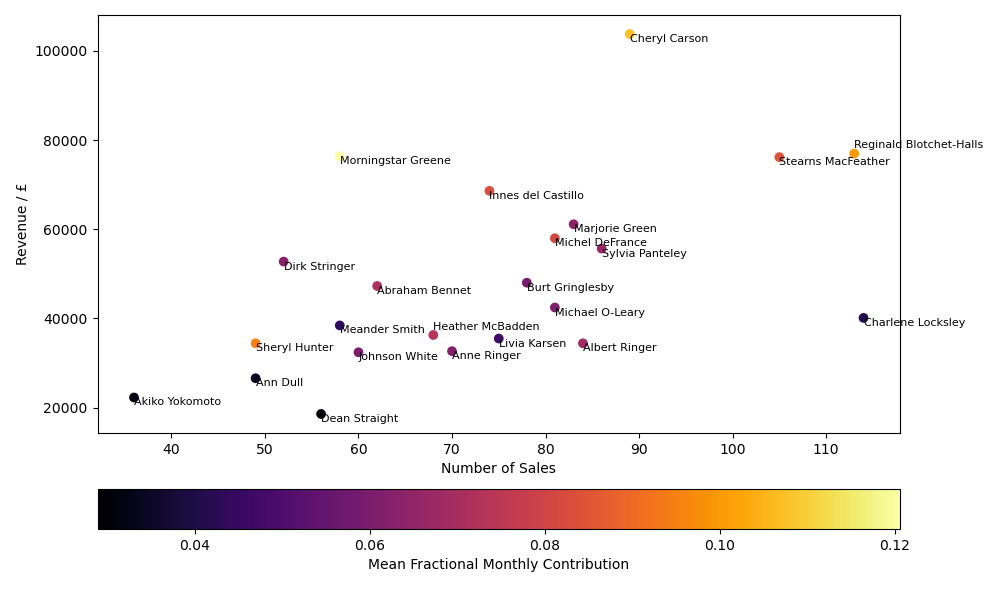 100000
80000
60000
40000
20000
Revenue / £
Cheryl Carson
Reginald Blotchet-Halls
Stearns MacFeather
Morningstar Greene
Innes del Castillo
Marjorie Green
Michel DeFrance
Sylvia Panteley
Dirk Stringer
Abraham Bennet
Burt Gringlesby
Michael O-Leary
Charlene Locksley
Meander Smith
Heather McBadden
Livia Karsen
Albert Ringer
Sheryl Hunter
Johnson White
Anne Ringer
Ann Dull
Akiko Yokomoto
Dean Straight
40 50 60 70 80 90 100 110
Number of Sales
0.04 0.06 0.08 0.10 0.12
Mean Fractional Monthly Contribution